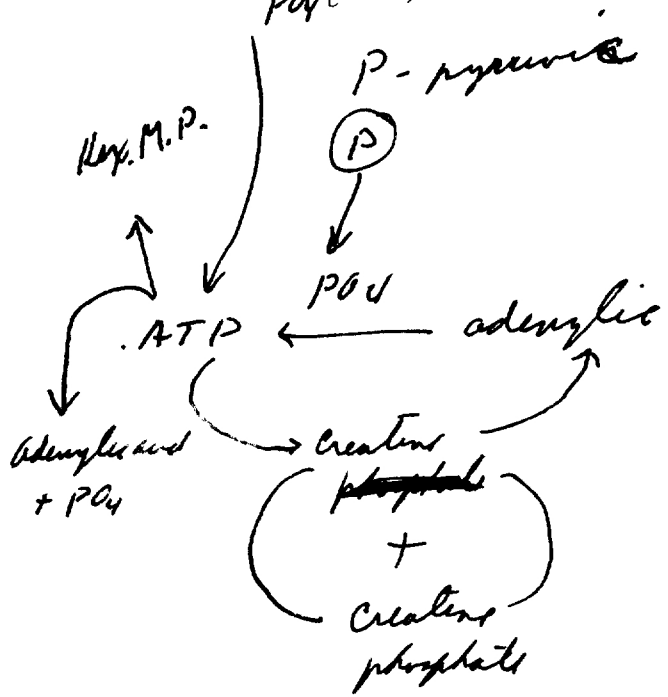 P - pyruvic
Hex. M. P.
P
PO4
ATP
adenylic
adenylic acid
+ PO4
Creatine
+
Creatine
phosphate